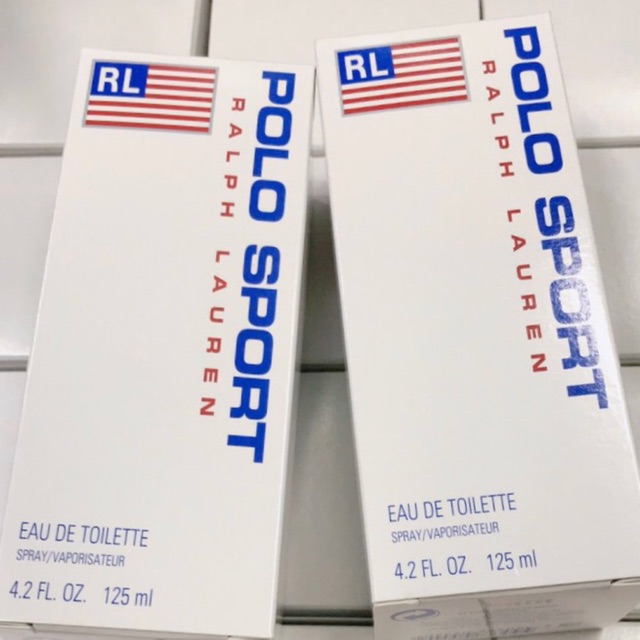 RL
POLO SPORT
RALPH LAUREN
EAU DE TOILETTE
SPRAY/VAPORISATEUR
4.2 FL. OZ. 125 ml
RL
POLO SPORT
RALPH LAUREN
EAU DE TOILETTE
SPRAY/VAPORISATEUR
4.2 FL. OZ. 125 ml